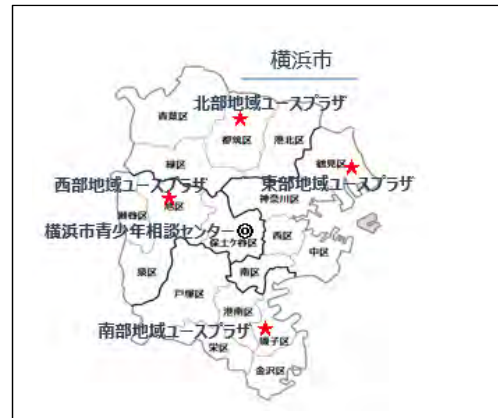 横浜市
北部地域ユースプラザ
青葉区
都筑区
港北区
鶴見区
緑区
西部地域ユースプラザ
東部地域ユースプラザ
旭区
神奈川区
瀬谷区
横浜市青少年相談センター
保土ケ谷区
西区
中区
泉区
南区
戸塚区
港南区
南部地域ユースプラザ
磯子区
栄区
金沢区